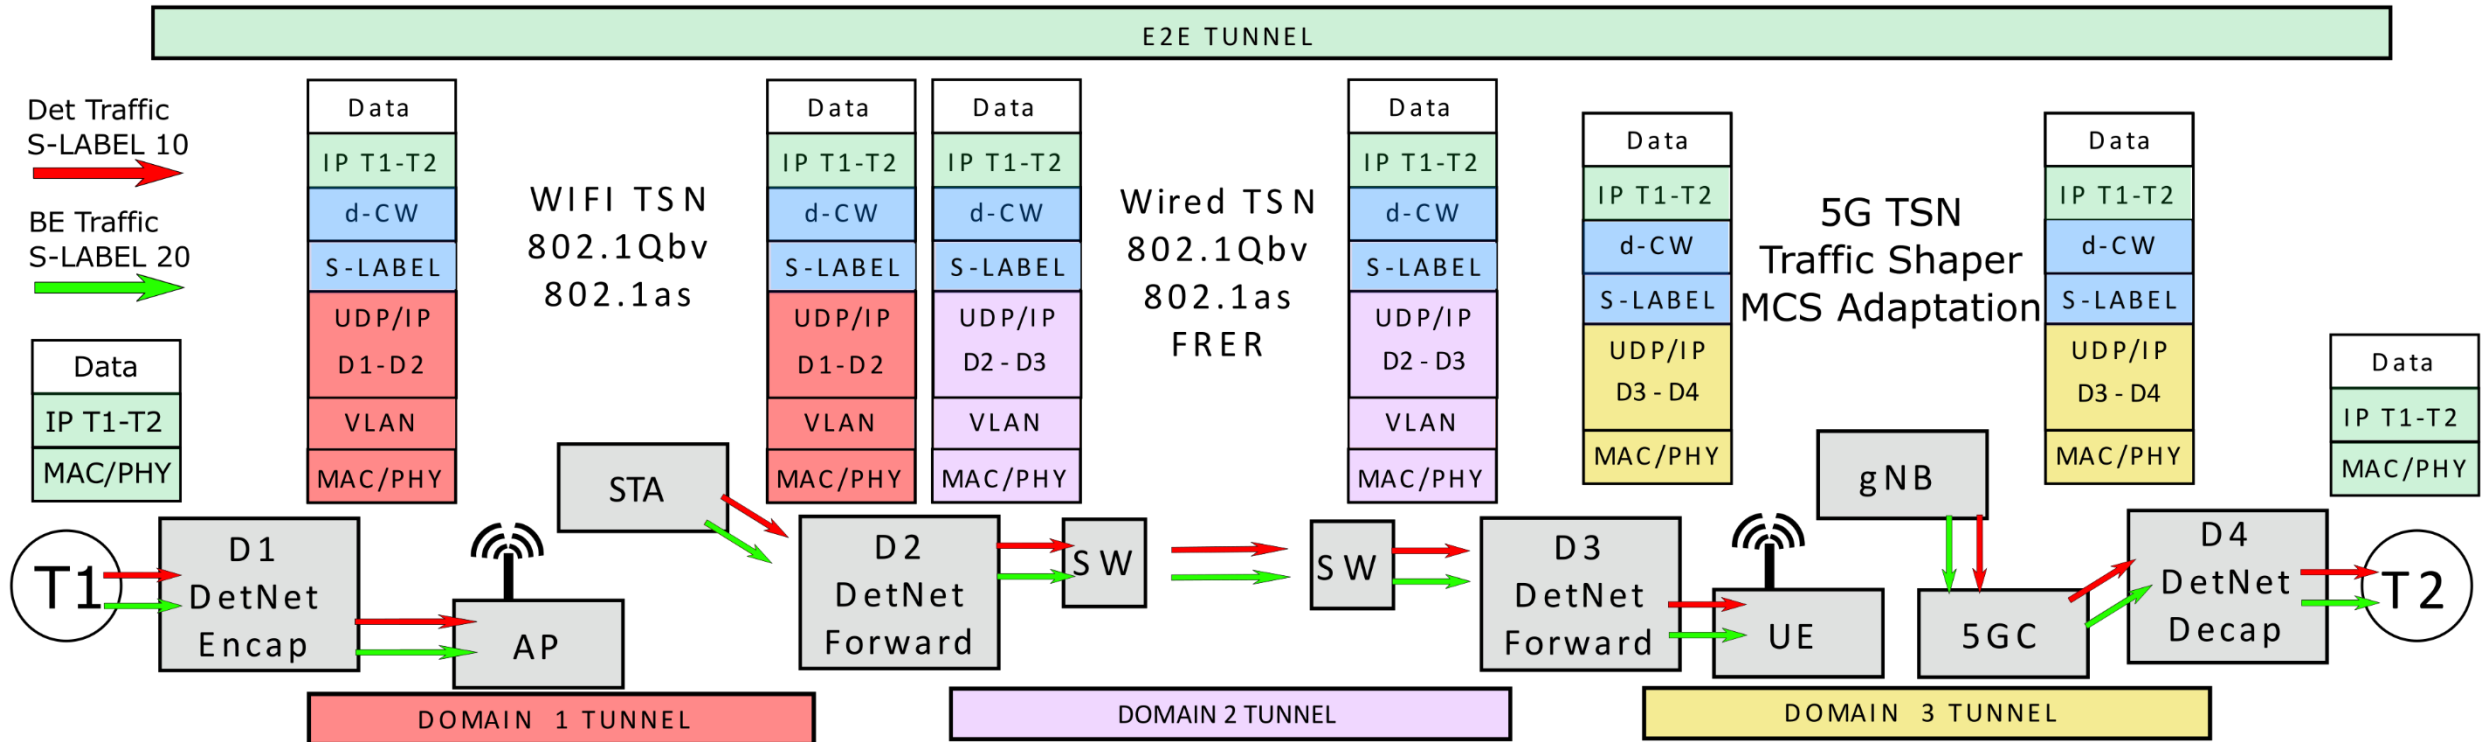 E2E TUNNEL
Det Traffic
S-LABEL 10
BE Traffic
S-LABEL 20
Data
IP T1-T2
MAC/PHY
Data
IP T1-T2
d-CW
S-LABEL
UDP/IP
D1-D2
VLAN
MAC/PHY
WIFI TSN
802.1Qbv
802.1as
Data
IP T1-T2
d-CW
S-LABEL
UDP/IP
D1-D2
VLAN
MAC/PHY
Data
IP T1-T2
d-CW
S-LABEL
UDP/IP
D2 - D3
VLAN
MAC/PHY
Wired TSN
802.1Qbv
802.1as
FRER
Data
IP T1-T2
d-CW
S-LABEL
UDP/IP
D2 - D3
VLAN
MAC/PHY
Data
IP T1-T2
d-CW
S-LABEL
UDP/IP
D3 - D4
MAC/PHY
5G TSN
Traffic Shaper
MCS Adaptation
Data
IP T1-T2
d-CW
S-LABEL
UDP/IP
D3 - D4
MAC/PHY
Data
IP T1-T2
MAC/PHY
T1
D1
DetNet
Encap
AP
STA
D2
DetNet
Forward
SW
SW
D3
DetNet
Forward
UE
gNB
5GC
D4
DetNet
Decap
T2
DOMAIN 1 TUNNEL
DOMAIN 2 TUNNEL
DOMAIN 3 TUNNEL